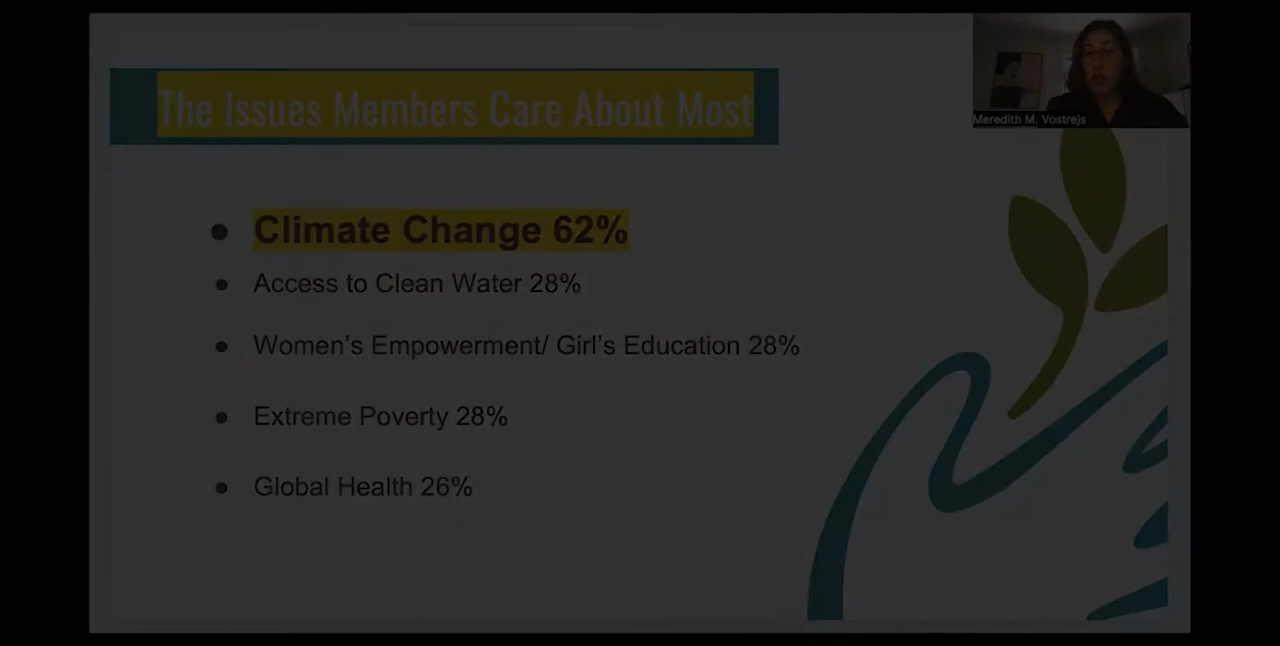 The Issues Members Care About Most
Meredith M. Vostrejs
• Climate Change 62%
• Access to Clean Water 28%
• Women's Empowerment/ Girl's Education 28%
• Extreme Poverty 28%
• Global Health 26%